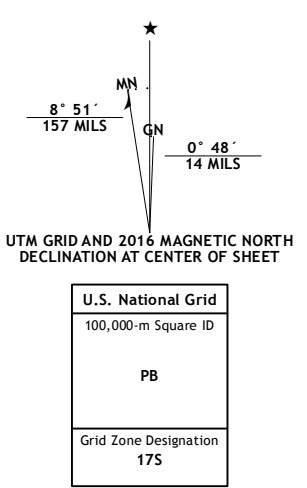 MN
8° 51´
157 MILS
GN
0° 48´
14 MILS
UTM GRID AND 2016 MAGNETIC NORTH
DECLINATION AT CENTER OF SHEET
U.S. National Grid
100,000-m Square ID
PB
Grid Zone Designation
17S